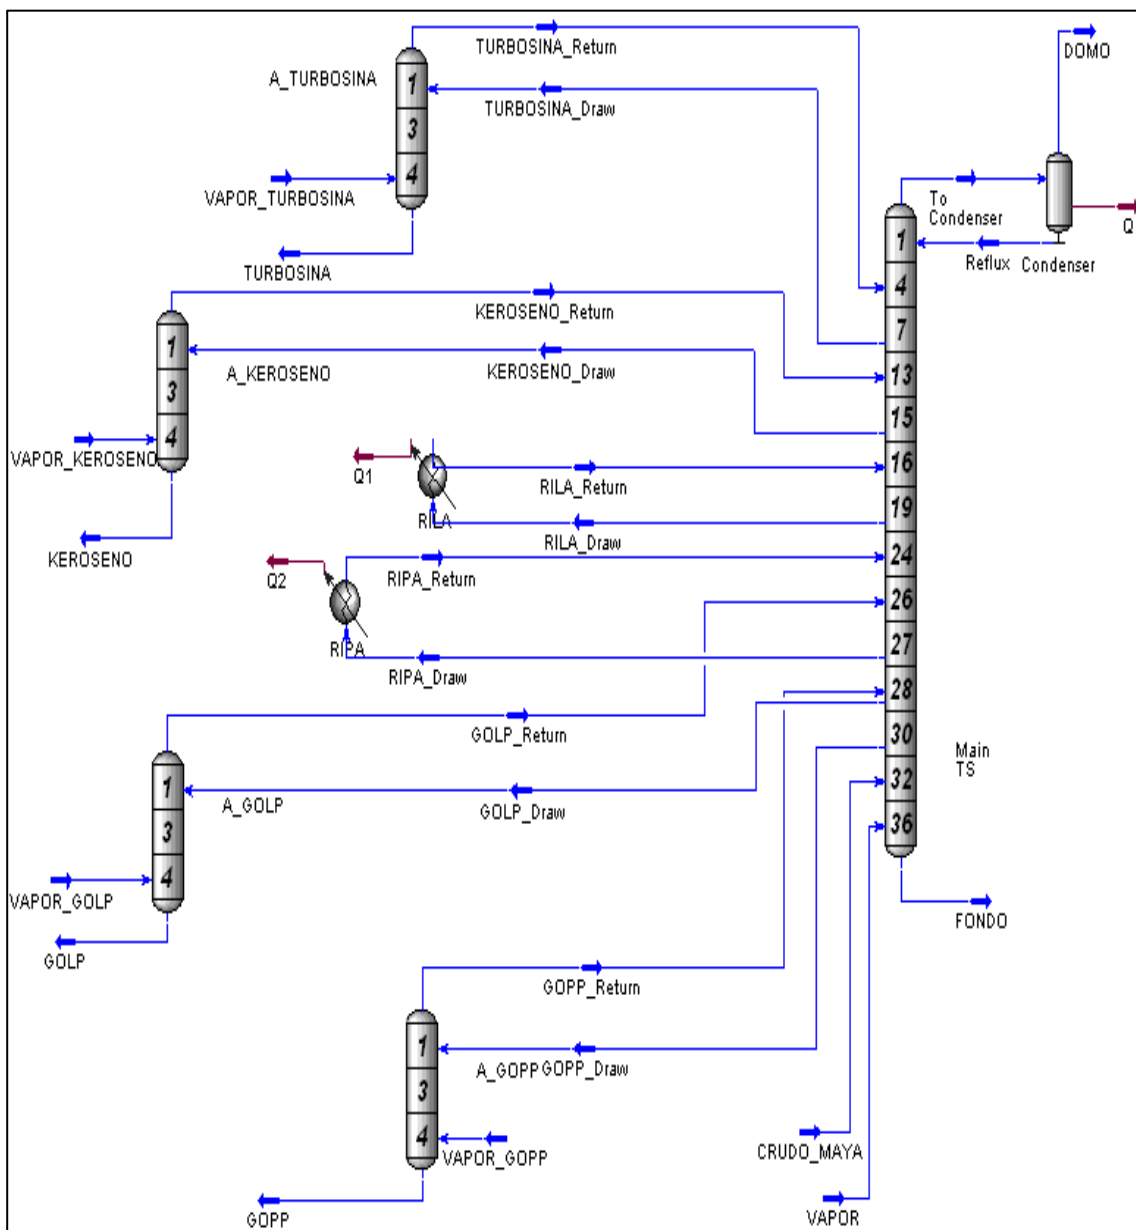 TURBOSINA_Return
DOMO
A_TURBOSINA
1
3
4
TURBOSINA_Draw
VAPOR_TURBOSINA
TURBOSINA
To
Condenser
Q
Reflux
Condenser
KEROSENO_Return
1
3
4
A_KEROSENO
KEROSENO_Draw
VAPOR_KEROSENO
KEROSENO
Q1
RILA
RILA_Return
RILA_Draw
Q2
RIPA
RIPA_Return
RIPA_Draw
1
4
7
13
15
16
19
24
26
27
28
30
32
36
Main
TS
GOLP_Return
1
3
4
A_GOLP
GOLP_Draw
VAPOR_GOLP
GOLP
FONDO
GOPP_Return
1
3
4
A_GOPP
GOPP_Draw
VAPOR_GOPP
GOPP
CRUDO_MAYA
VAPOR